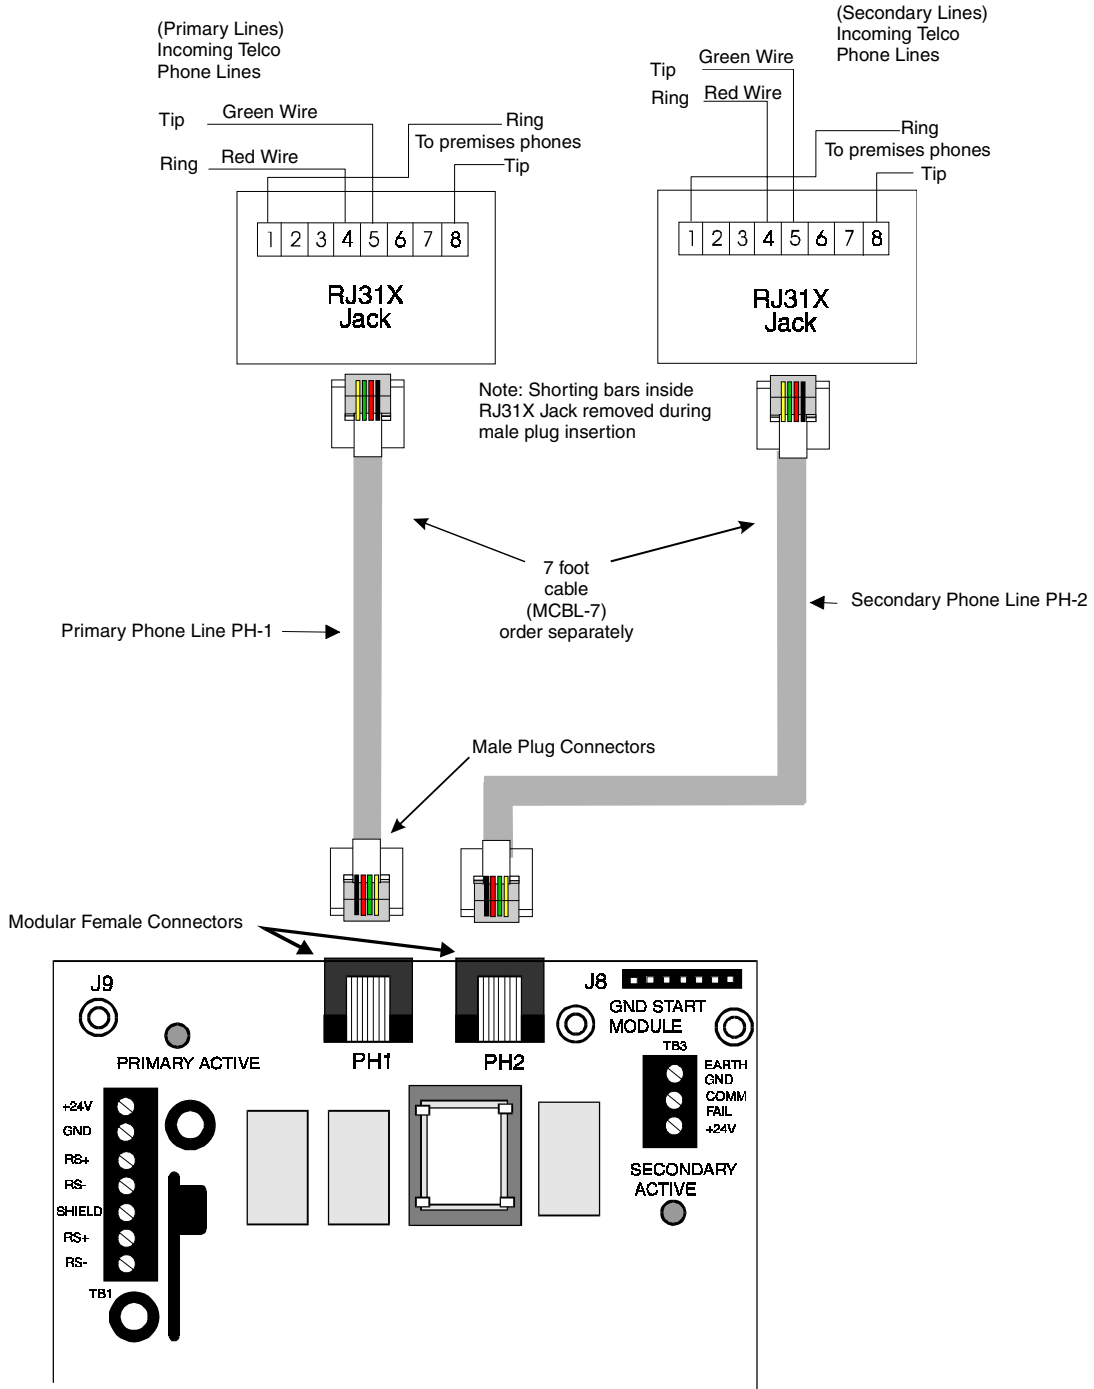 (Primary Lines)
Incoming Telco
Phone Lines
(Secondary Lines)
Incoming Telco
Phone Lines
Tip
Green Wire
Ring
Red Wire
Ring
To premises phones
Tip
Tip
Green Wire
Ring
Red Wire
Ring
To premises phones
Tip
1 2 3 4 5 6 7 8
RJ31X
Jack
1 2 3 4 5 6 7 8
RJ31X
Jack
Note: Shorting bars inside
RJ31X Jack removed during
male plug insertion
7 foot
cable
(MCBL-7)
order separately
Primary Phone Line PH-1
Secondary Phone Line PH-2
Male Plug Connectors
Modular Female Connectors
J9
PRIMARY ACTIVE
PH1
PH2
J8
GND START
MODULE
TB3
EARTH
GND
COMM
FAIL
+24V
SECONDARY
ACTIVE
+24V
GND
RS+
RS-
SHIELD
RS+
RS-
TB1